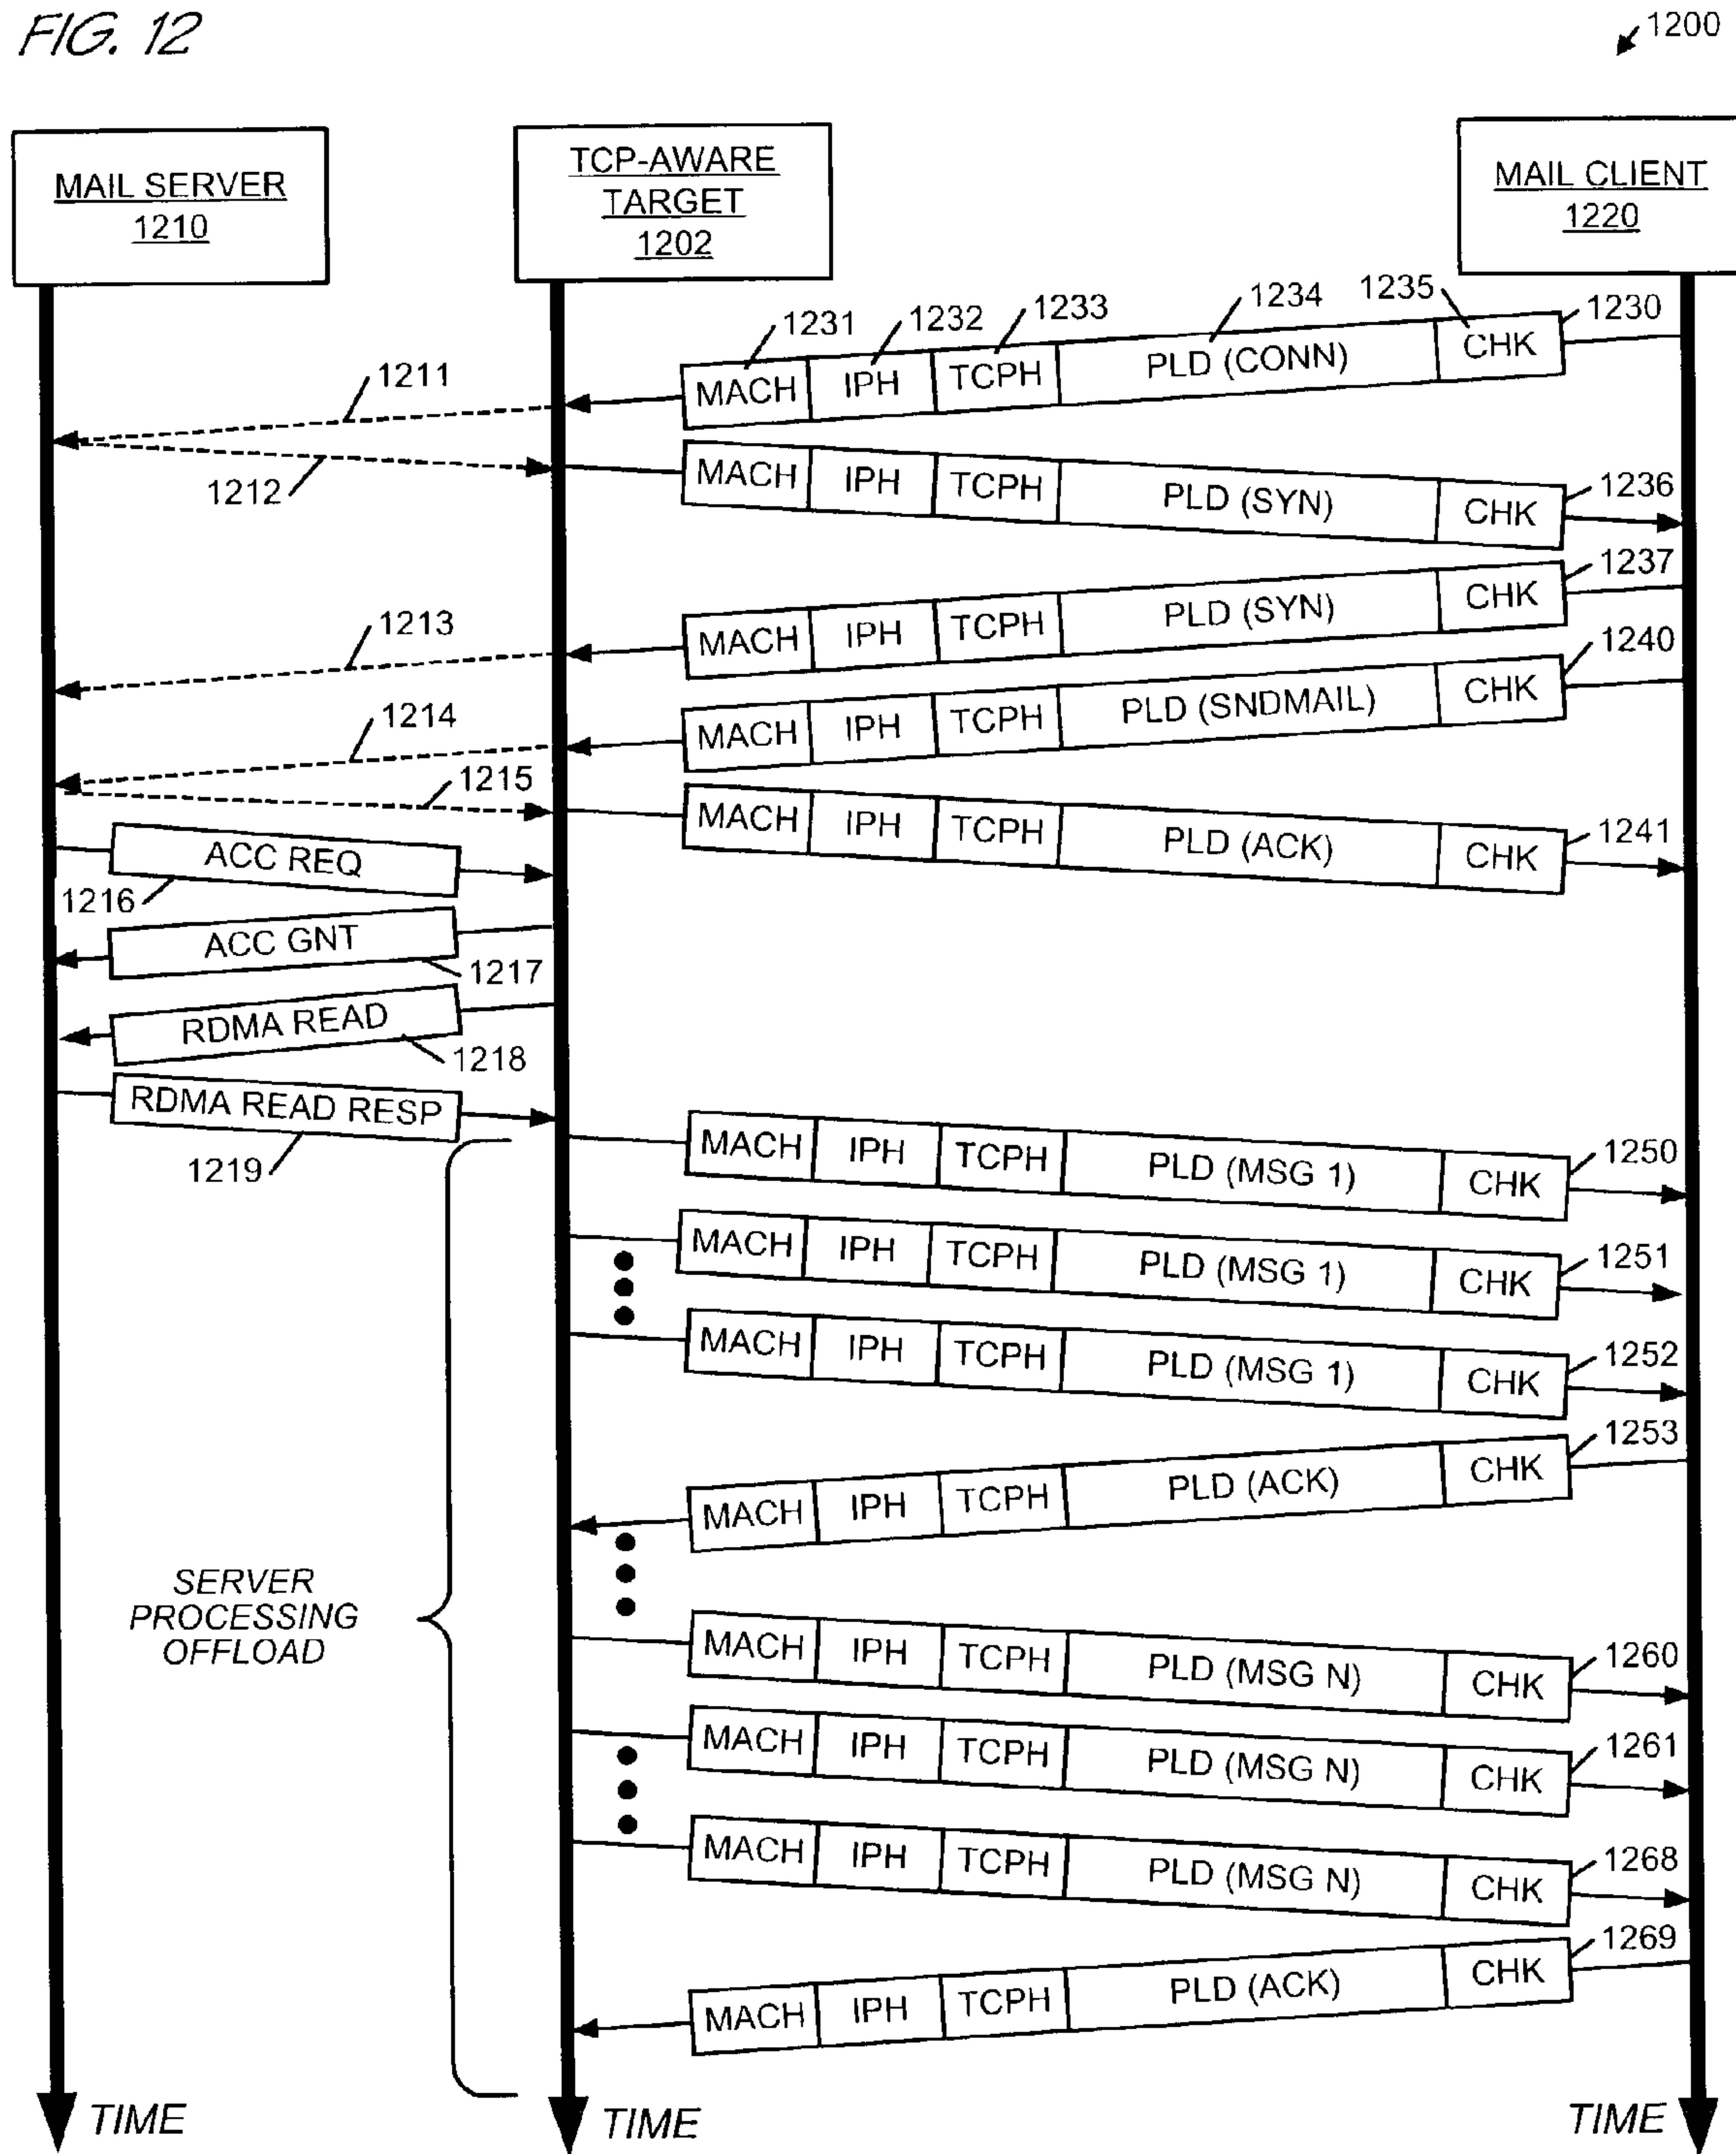 FIG. 12
1200
MAIL SERVER
1210
TCP-AWARE
TARGET
1202
MAIL CLIENT
1220
1231
1232
1233
1234
1235
1230
MACH IPH TCPH PLD (CONN) CHK
1211
1212
MACH IPH TCPH PLD (SYN) CHK
1236
1237
MACH IPH TCPH PLD (SYN) CHK
1213
1240
MACH IPH TCPH PLD (SNDMAIL) CHK
1214
1215
MACH IPH TCPH PLD (ACK) CHK
1241
ACC REQ
1216
ACC GNT
1217
RDMA READ
1218
RDMA READ RESP
1219
MACH IPH TCPH PLD (MSG 1) CHK
1250
MACH IPH TCPH PLD (MSG 1) CHK
1251
MACH IPH TCPH PLD (MSG 1) CHK
1252
1253
MACH IPH TCPH PLD (ACK) CHK
SERVER
PROCESSING
OFFLOAD
MACH IPH TCPH PLD (MSG N) CHK
1260
MACH IPH TCPH PLD (MSG N) CHK
1261
MACH IPH TCPH PLD (MSG N) CHK
1268
1269
MACH IPH TCPH PLD (ACK) CHK
TIME
TIME
TIME